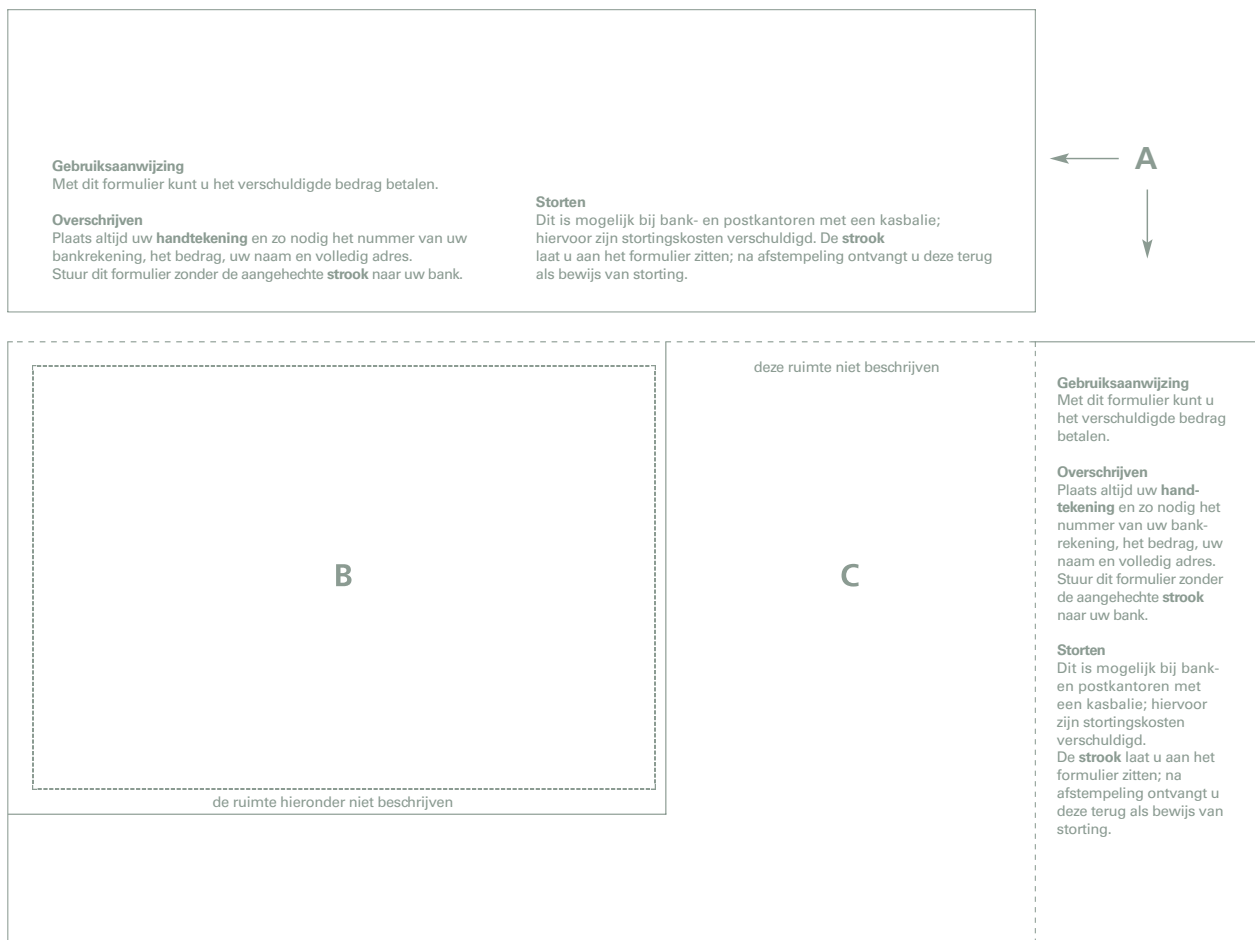 Gebruiksaanwijzing
Met dit formulier kunt u het verschuldigde bedrag betalen.
Overschrijven
Plaats altijd uw handtekening en zo nodig het nummer van uw
bankrekening, het bedrag, uw naam en volledig adres.
Stuur dit formulier zonder de aangehechte strook naar uw bank.
Storten
Dit is mogelijk bij bank- en postkantoren met een kasbalie;
hiervoor zijn stortingskosten verschuldigd. De strook
laat u aan het formulier zitten; na afstempeling ontvangt u deze terug
als bewijs van storting.
A
B
de ruimte hieronder niet beschrijven
deze ruimte niet beschrijven
C
Gebruiksaanwijzing
Met dit formulier kunt u
het verschuldigde bedrag
betalen.
Overschrijven
Plaats altijd uw hand-
tekening en zo nodig het
nummer van uw bank-
rekening, het bedrag, uw
naam en volledig adres.
Stuur dit formulier zonder
de aangehechte strook
naar uw bank.
Storten
Dit is mogelijk bij bank-
en postkantoren met
een kasbalie; hiervoor
zijn stortingskosten
verschuldigd.
De strook laat u aan het
formulier zitten; na
afstempeling ontvangt u
deze terug als bewijs van
storting.